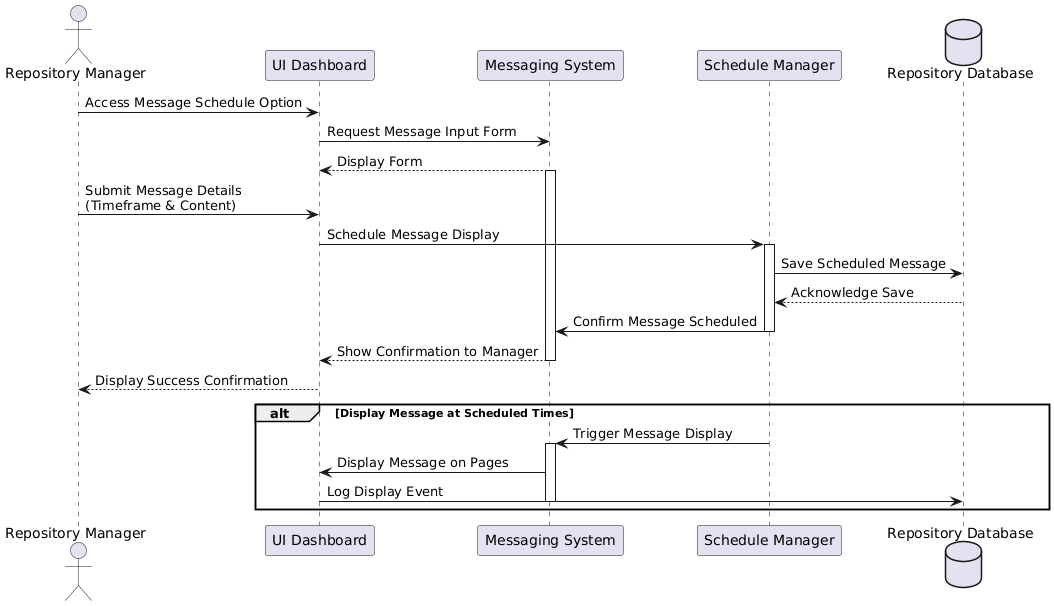 Repository Manager
UI Dashboard
Messaging System
Schedule Manager
Repository Database
Access Message Schedule Option
Request Message Input Form
Display Form
Submit Message Details
(Timeframe & Content)
Schedule Message Display
Save Scheduled Message
Acknowledge Save
Confirm Message Scheduled
Show Confirmation to Manager
Display Success Confirmation
alt [Display Message at Scheduled Times]
Trigger Message Display
Display Message on Pages
Log Display Event
Repository Manager
UI Dashboard
Messaging System
Schedule Manager
Repository Database